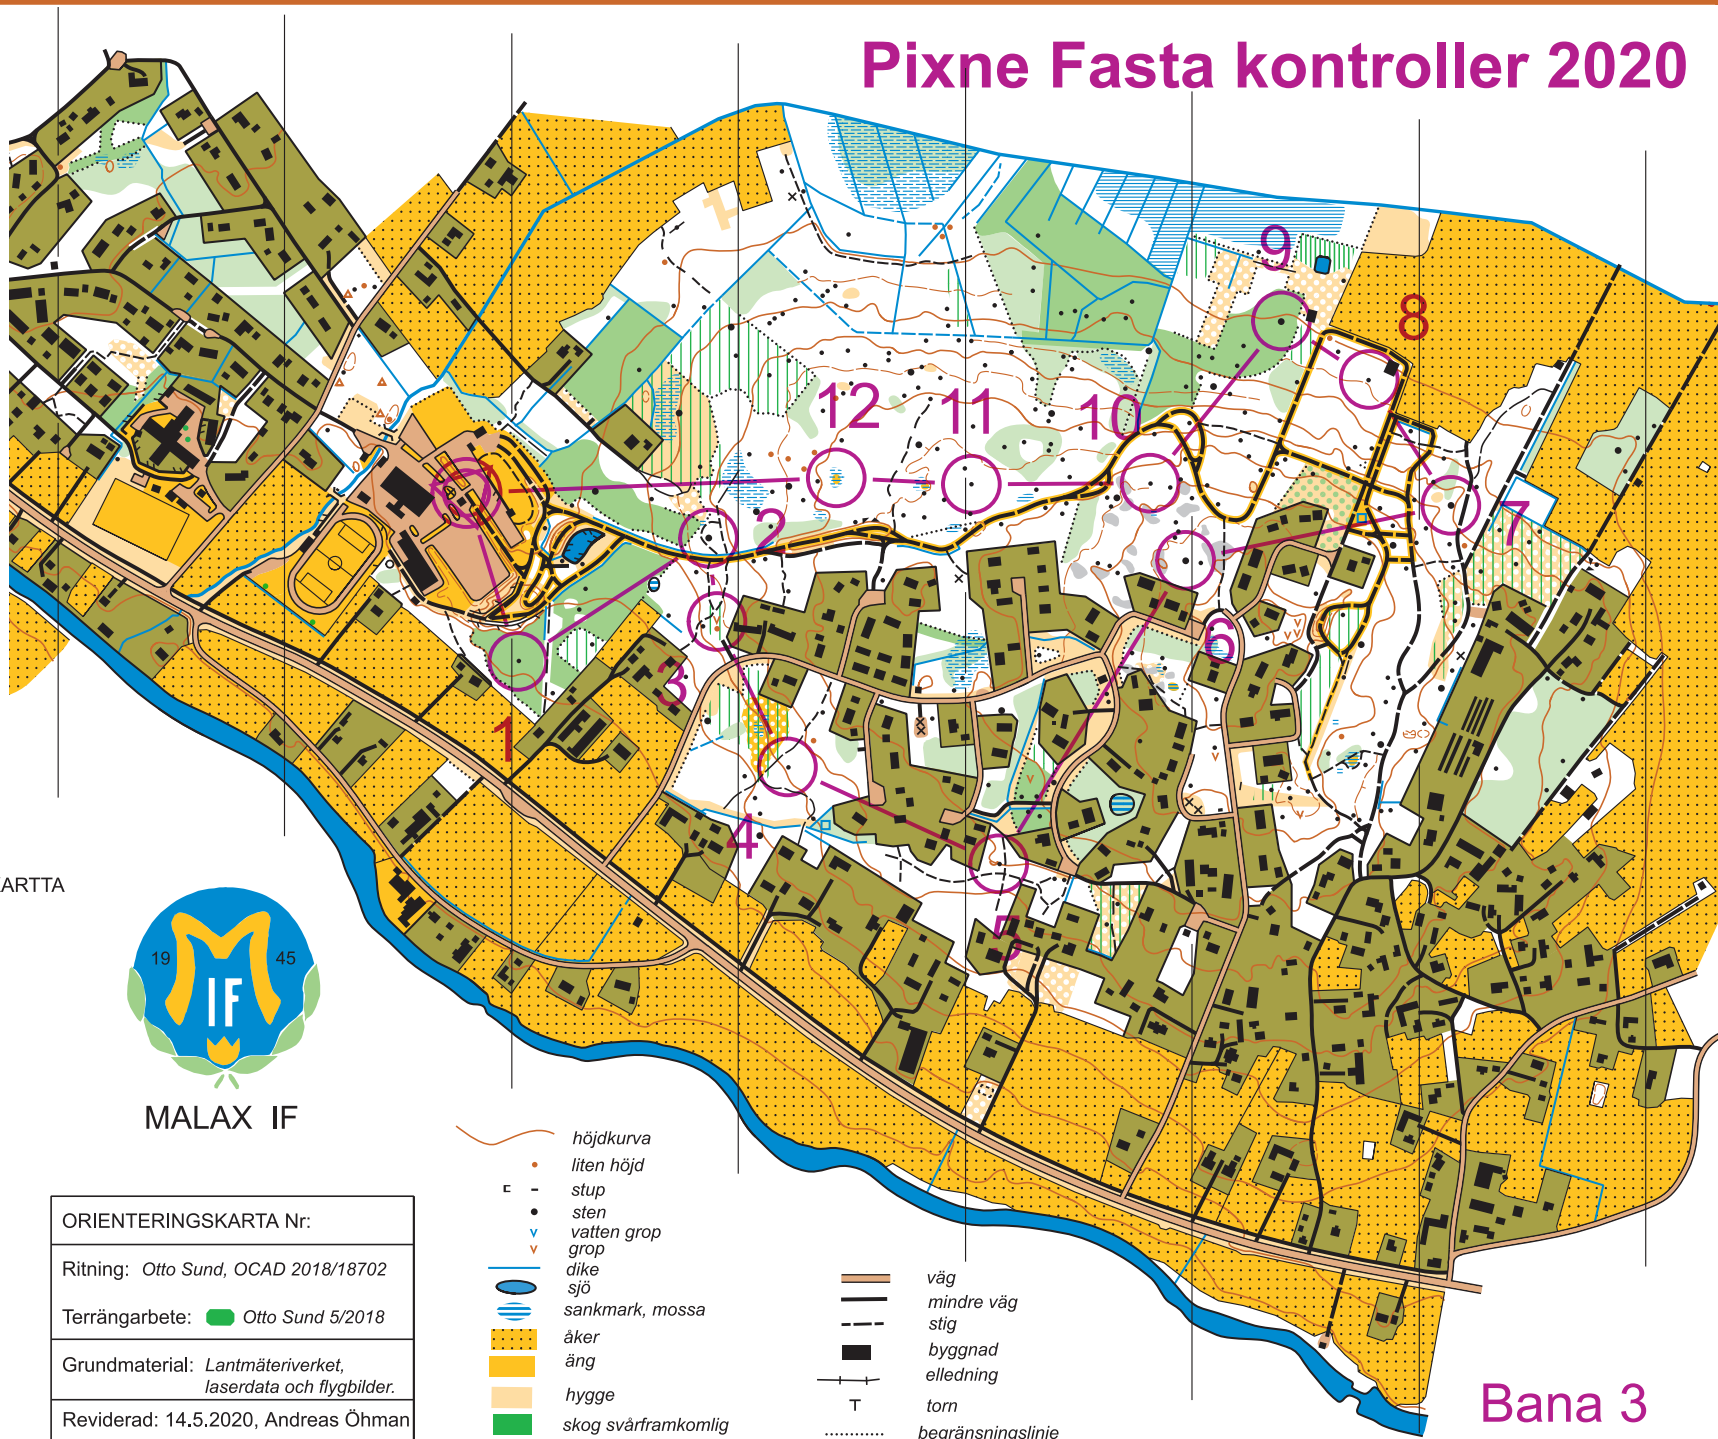 Pixne Fasta kontroller 2020
9
8
12
11
10
2
7
3
6
1
4
5
ARTTA
19
45
IF
MALAX IF
ORIENTERINGSKARTA Nr:
Ritning: Otto Sund, OCAD 2018/18702
Terrängarbete: Otto Sund 5/2018
Grundmaterial: Lantmäteriverket,
laserdata och flygbilder.
Reviderad: 14.5.2020, Andreas Öhman
höjdkurva
liten höjd
stup
sten
vatten grop
grop
dike
sjö
sankmark, mossa
åker
äng
hygge
skog svårframkomlig
väg
mindre väg
stig
byggnad
elledning
torn
begränsningslinje
Bana 3